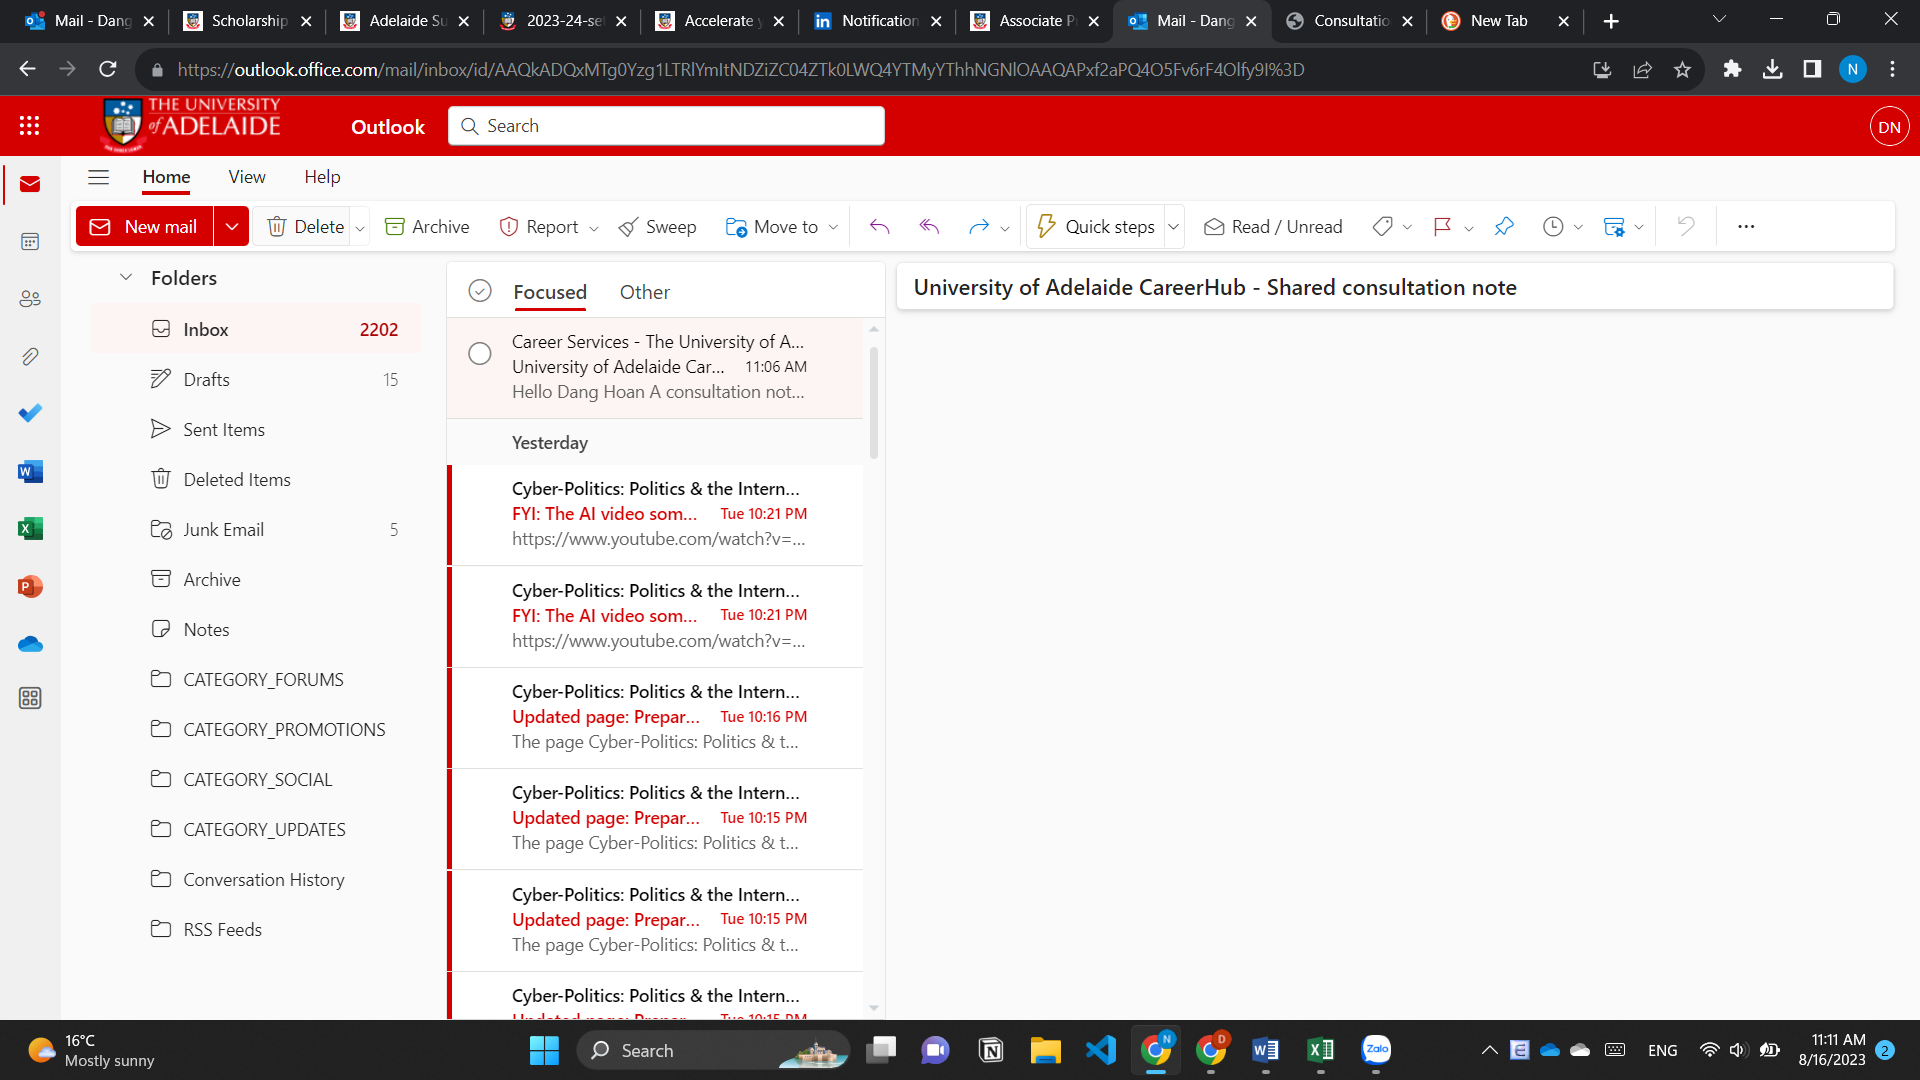 Mail - Dang
Scholarship
Adelaide Su
2023-24-se
Accelerate y
Notification
Associate P
Mail - Dang
Consultatio
New Tab
https://outlook.office.com/mail/inbox/id/AAQkADQxMTg0Yzg1LTRlYmItNDZiZC04ZTk0LWQ4YTMyYThhNGNlOAAQAPxf2aPQ4O5Fv6rF4Olfy9I%3D
N
THE UNIVERSITY
of ADELAIDE
Outlook
Search
DN
Home
View
Help
New mail
Delete
Archive
Report
Sweep
Move to
Quick steps
Read / Unread
Folders
Inbox 2202
Drafts 15
Sent Items
Deleted Items
Junk Email 5
Archive
Notes
CATEGORY_FORUMS
CATEGORY_PROMOTIONS
CATEGORY_SOCIAL
CATEGORY_UPDATES
Conversation History
RSS Feeds
Focused
Other
Career Services - The University of A...
University of Adelaide Car... 11:06 AM
Hello Dang Hoan A consultation not...
Yesterday
Cyber-Politics: Politics & the Intern...
FYI: The AI video som... Tue 10:21 PM
https://www.youtube.com/watch?v=...
Cyber-Politics: Politics & the Intern...
FYI: The AI video som... Tue 10:21 PM
https://www.youtube.com/watch?v=...
Cyber-Politics: Politics & the Intern...
Updated page: Prepar... Tue 10:16 PM
The page Cyber-Politics: Politics & t...
Cyber-Politics: Politics & the Intern...
Updated page: Prepar... Tue 10:15 PM
The page Cyber-Politics: Politics & t...
Cyber-Politics: Politics & the Intern...
Updated page: Prepar... Tue 10:15 PM
The page Cyber-Politics: Politics & t...
Cyber-Politics: Politics & the Intern...
Updated page: Prepar... Tue 10:15 PM
University of Adelaide CareerHub - Shared consultation note
16°C
Mostly sunny
Search
N
D
Zalo
ENG
11:11 AM
8/16/2023
2